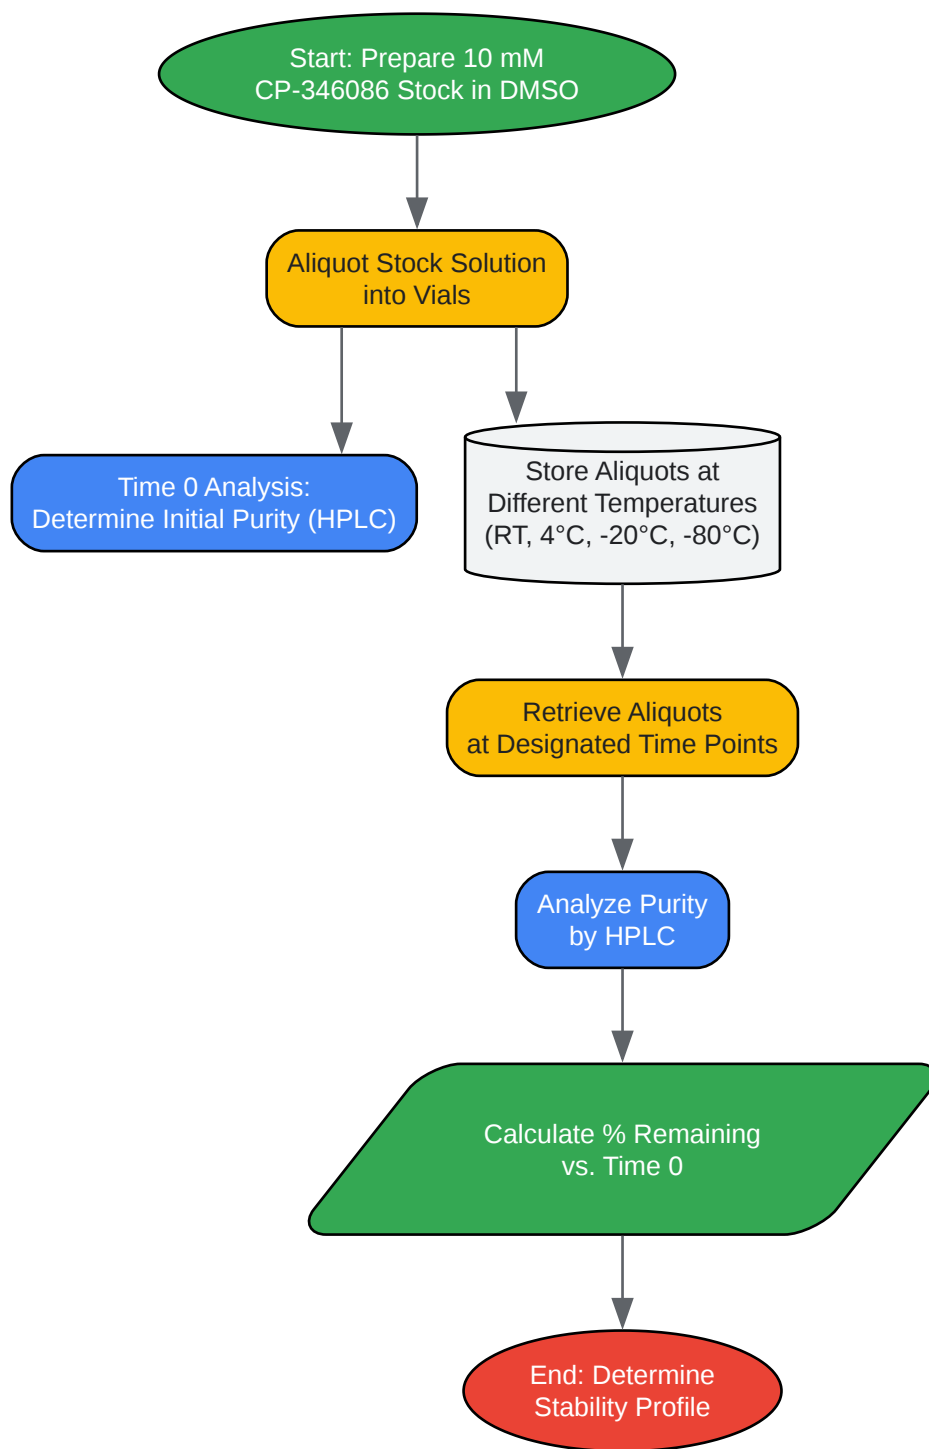 Start: Prepare 10 mM
CP-346086 Stock in DMSO
Aliquot Stock Solution
into Vials
Time 0 Analysis:
Determine Initial Purity (HPLC)
Store Aliquots at
Different Temperatures
(RT, 4°C, -20°C, -80°C)
Retrieve Aliquots
at Designated Time Points
Analyze Purity
by HPLC
Calculate % Remaining
vs. Time 0
End: Determine
Stability Profile